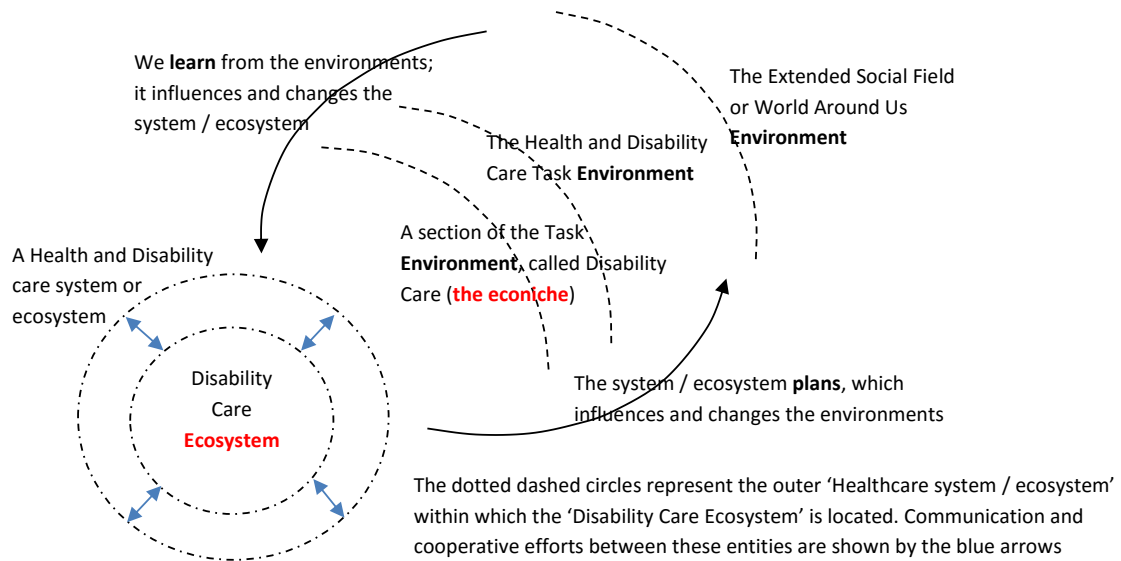 We learn from the environments;
it influences and changes the
system / ecosystem
The Extended Social Field
or World Around Us
Environment
The Health and Disability
Care Task Environment
A section of the Task
Environment, called Disability
Care (the econiche)
A Health and Disability
care system or
ecosystem
Disability
Care
Ecosystem
The system / ecosystem plans, which
influences and changes the environments
The dotted dashed circles represent the outer ‘Healthcare system / ecosystem’
within which the ‘Disability Care Ecosystem’ is located. Communication and
cooperative efforts between these entities are shown by the blue arrows